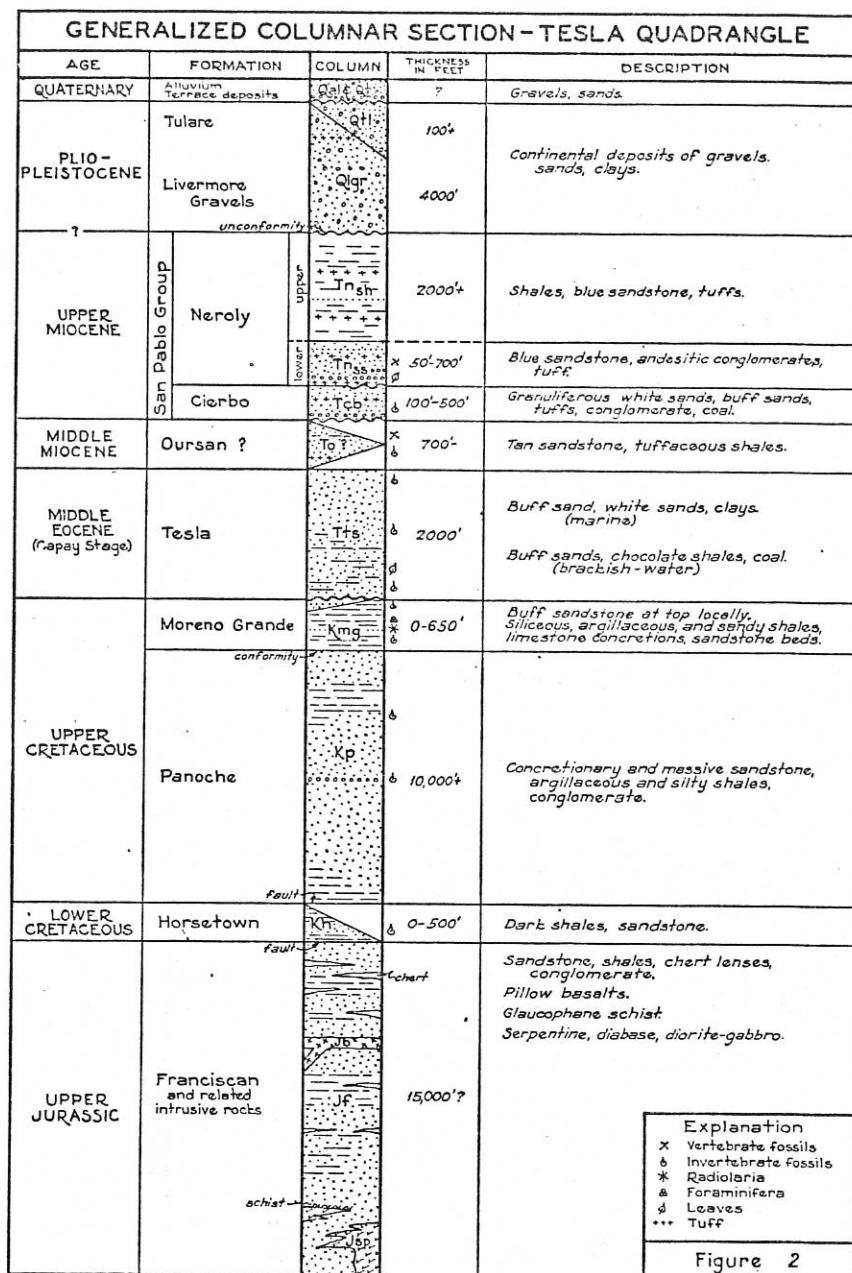 GENERALIZED COLUMNAR SECTION - TESLA QUADRANGLE
AGE
FORMATION
COLUMN
THICKNESS
IN FEET
DESCRIPTION
QUATERNARY
Alluvium
Terrace deposits
?
Gravels, sands.
PLIO-
PLEISTOCENE
?
Tulare
Qtl
100'+
Livermore
Gravels
Qlgr
4000'
unconformity
Continental deposits of gravels.
sands, clays.
UPPER
MIOCENE
San Pablo Group
Neroly
upper
Tnsh
2000'+
Shales, blue sandstone, tuffs.
lower
Tnss
x 50'-700'
Blue sandstone, andesitic conglomerates,
tuff.
Cierbo
Tcb
100'-500'
Granuliferous white sands, buff sands,
tuffs, conglomerate, coal.
MIDDLE
MIOCENE
Oursan ?
To ?
700'-
Tan sandstone, tuffaceous shales.
MIDDLE
EOCENE
(Capay Stage)
Tesla
Tts
2000'
Buff sand, white sands, clays.
(marine)
Buff sands, chocolate shales, coal.
(brackish-water)
UPPER
CRETACEOUS
Moreno Grande
Kmg
0-650'
Buff sandstone at top locally.
Siliceous, argillaceous, and sandy shales,
limestone concretions, sandstone beds.
conformity
Panoche
Kp
10,000'+
Concretionary and massive sandstone,
argillaceous and silty shales,
conglomerate.
fault
LOWER
CRETACEOUS
Horsetown
Kh
0-500'
Dark shales, sandstone.
fault
UPPER
JURASSIC
Franciscan
and related
intrusive rocks
chert
Jb
Jf
schist
Jsp
15,000'?
Sandstone, shales, chert lenses,
conglomerate.
Pillow basalts.
Glaucophane schist.
Serpentine, diabase, diorite-gabbro.
Explanation
Vertebrate fossils
Invertebrate fossils
Radiolaria
Foraminifera
Leaves
Tuff
Figure 2